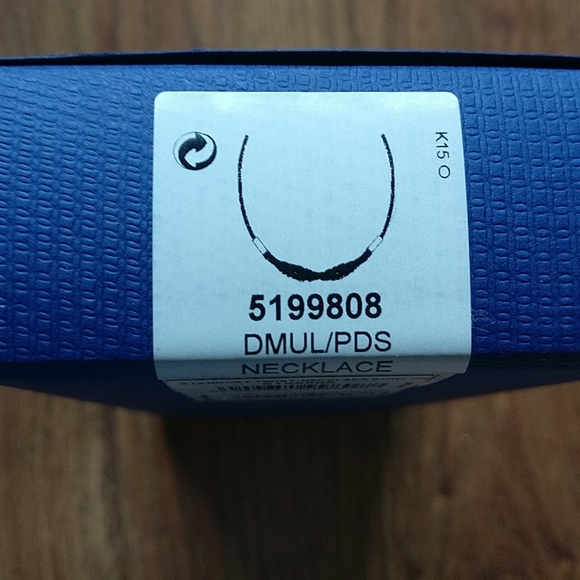 K15 O
5199808
DMUL/PDS
NECKLACE